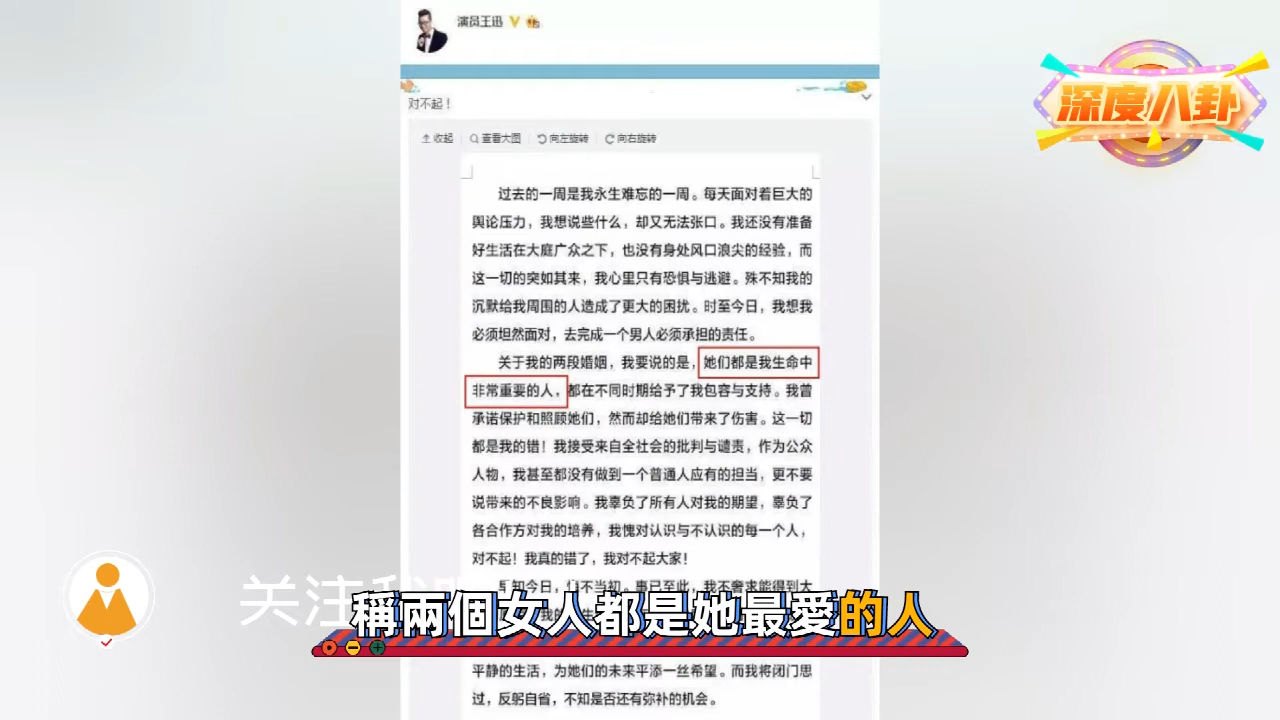 演员王迅
深度八卦
对不起！
收起 查看大图 向左旋转 向右旋转
过去的一周是我永生难忘的一周。每天面对着巨大的
舆论压力，我想说些什么，却又无法张口。我还没有准备
好生活在大庭广众之下，也没有身处风口浪尖的经验，而
这一切的突如其来，我心里只有恐惧与逃避。殊不知我的
沉默给我周围的人造成了更大的困扰。时至今日，我想我
必须坦然面对，去完成一个男人必须承担的责任。
关于我的两段婚姻，我要说的是，她们都是我生命中
非常重要的人，都在不同时期给予了我包容与支持。我曾
承诺保护和照顾她们，然而却给她们带来了伤害。这一切
都是我的错！我接受来自全社会的批判与谴责，作为公众
人物，我甚至都没有做到一个普通人应有的担当，更不要
说带来的不良影响。我辜负了所有人对我的期望，辜负了
各合作方对我的培养，我愧对认识与不认识的每一个人，
对不起！我真的错了，我对不起大家！
知今日，不当初。事已至此，我不奢求能得到大
关注
稱兩個女人都是她最愛的人
平静的生活，为她们的未来平添一丝希望。而我将闭门思
过，反躬自省，不知是否还有弥补的机会。